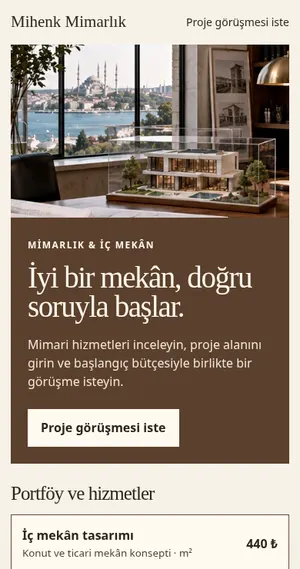 Mihenk Mimarlık
Proje görüşmesi iste
MİMARLIK & İÇ MEKÂN
İyi bir mekân, doğru
soruyla başlar.
Mimari hizmetleri inceleyin, proje alanını
girin ve başlangıç bütçesiyle birlikte bir
görüşme isteyin.
Proje görüşmesi iste
Portföy ve hizmetler
İç mekân tasarımı
440 ₺
Konut ve ticari mekân konsepti · m²